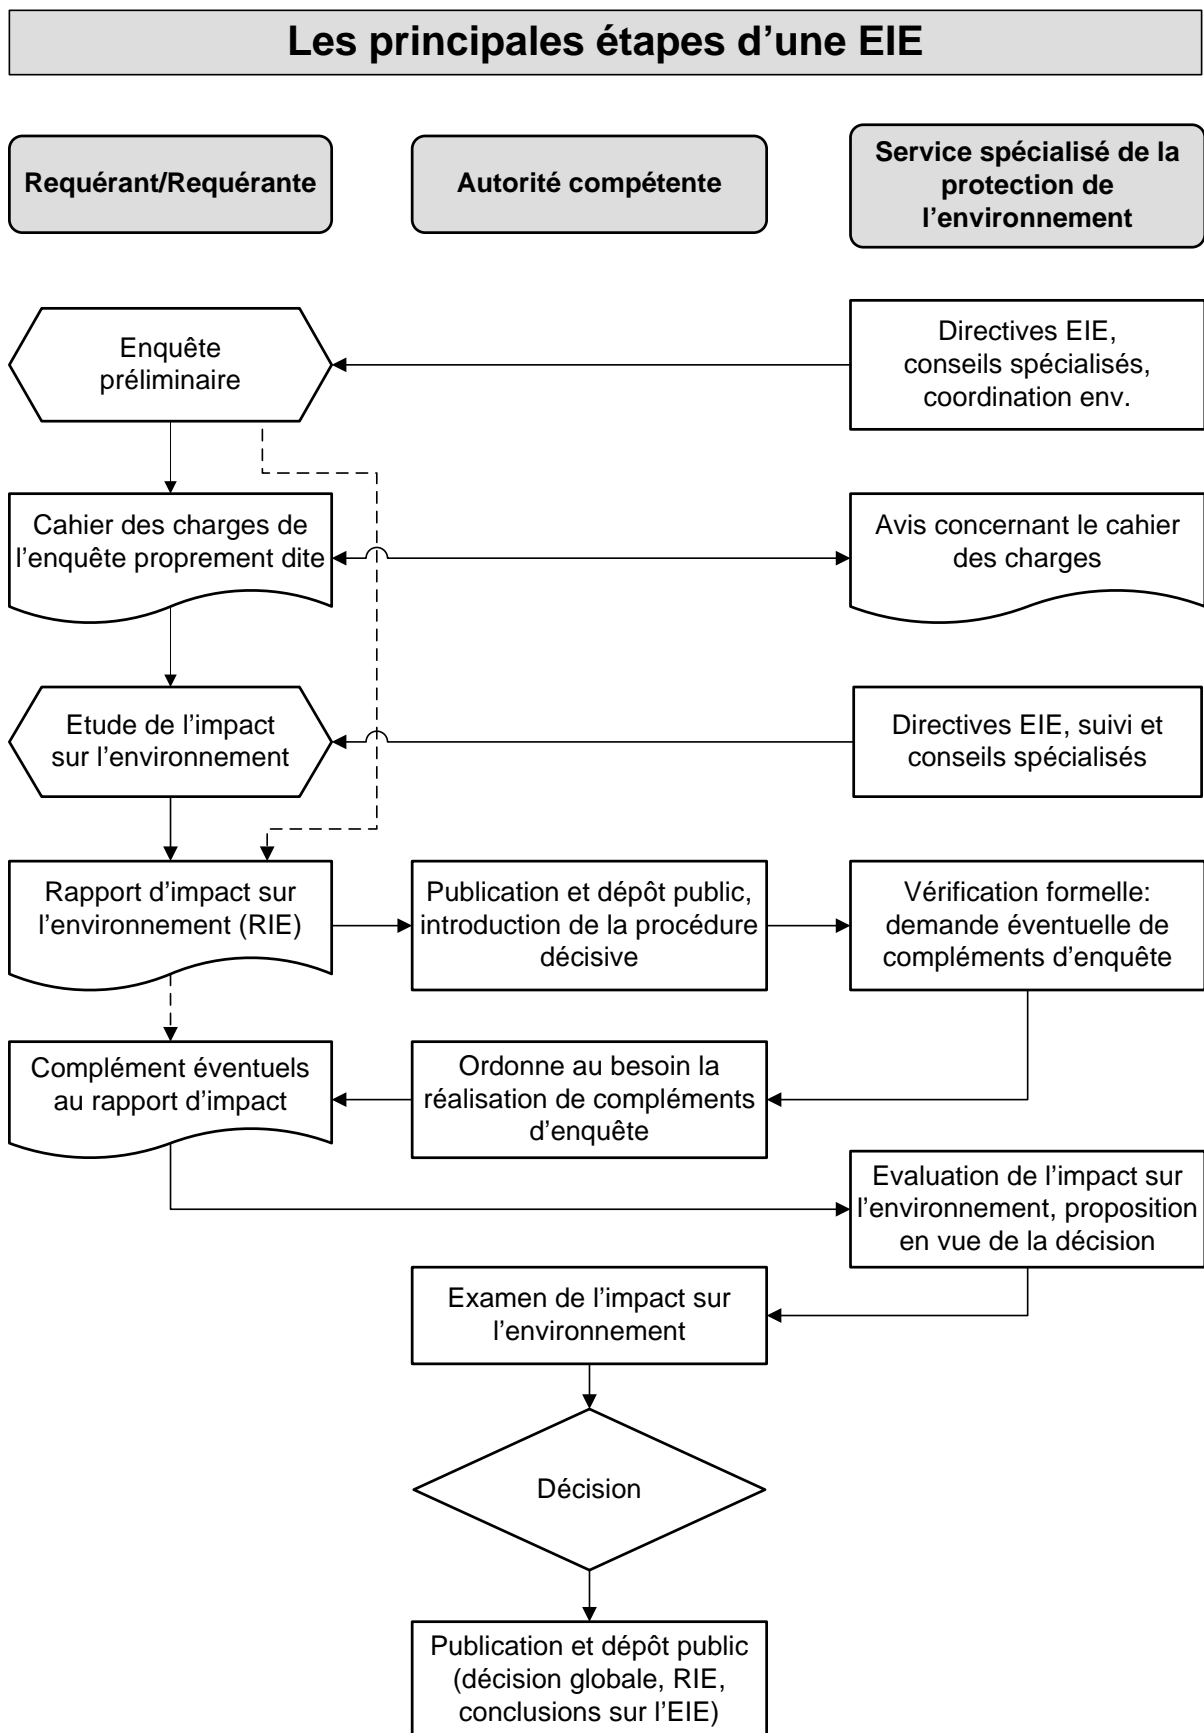 Les principales étapes d’une EIE
Requérant/Requérante
Autorité compétente
Service spécialisé de la
protection de
l’environnement
Enquête
préliminaire
Directives EIE,
conseils spécialisés,
coordination env.
Cahier des charges de
l’enquête proprement dite
Avis concernant le cahier
des charges
Etude de l’impact
sur l’environnement
Directives EIE, suivi et
conseils spécialisés
Rapport d’impact sur
l’environnement (RIE)
Publication et dépôt public,
introduction de la procédure
décisive
Vérification formelle:
demande éventuelle de
compléments d’enquête
Complément éventuels
au rapport d’impact
Ordonne au besoin la
réalisation de compléments
d’enquête
Evaluation de l’impact sur
l’environnement, proposition
en vue de la décision
Examen de l’impact sur
l’environnement
Décision
Publication et dépôt public
(décision globale, RIE,
conclusions sur l’EIE)